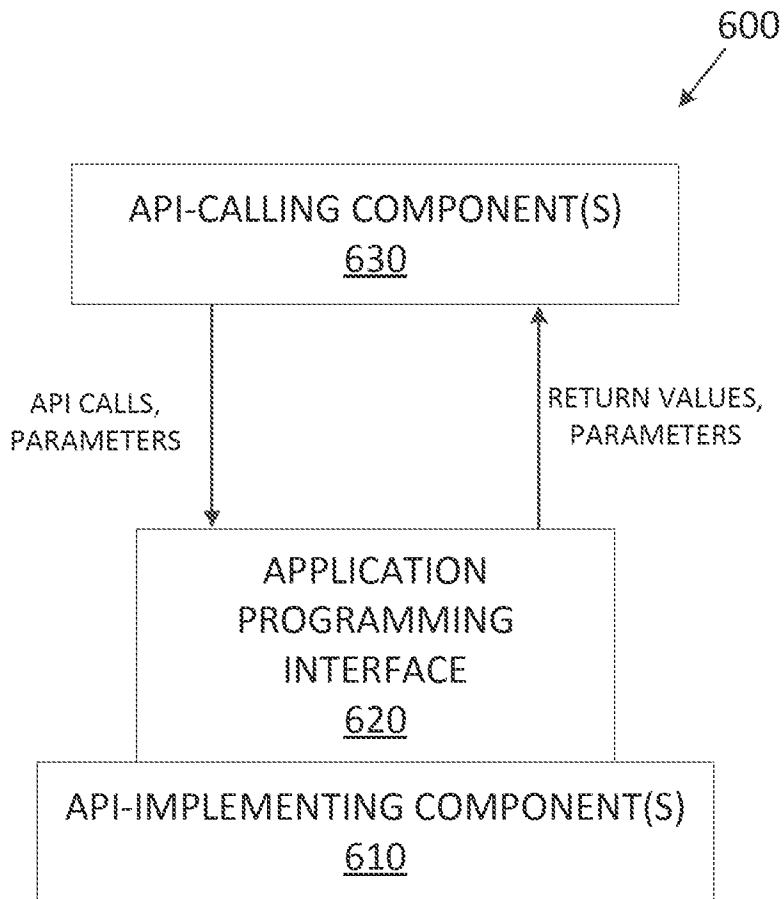 600
API-CALLING COMPONENT(S)
630
API CALLS,
PARAMETERS
RETURN VALUES,
PARAMETERS
APPLICATION
PROGRAMMING
INTERFACE
620
API-IMPLEMENTING COMPONENT(S)
610